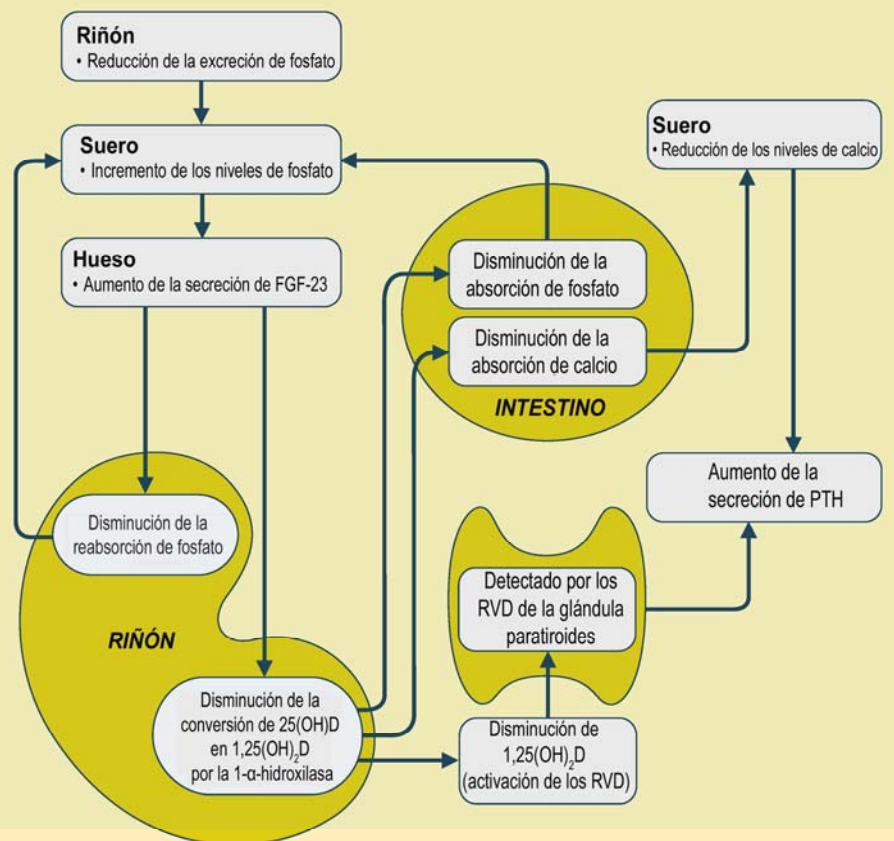 Riñón
• Reducción de la excreción de fosfato
Suero
• Incremento de los niveles de fosfato
Hueso
• Aumento de la secreción de FGF-23
Suero
• Reducción de los niveles de calcio
Disminución de la
absorción de fosfato
Disminución de la
absorción de calcio
INTESTINO
Aumento de la
secreción de PTH
Disminución de la
reabsorción de fosfato
RIÑÓN
Detectado por los
RVD de la glándula
paratiroides
Disminución de la
conversión de 25(OH)D
en 1,25(OH)₂D
por la 1-α-hidroxilasa
Disminución de
1,25(OH)₂D
(activación de los RVD)